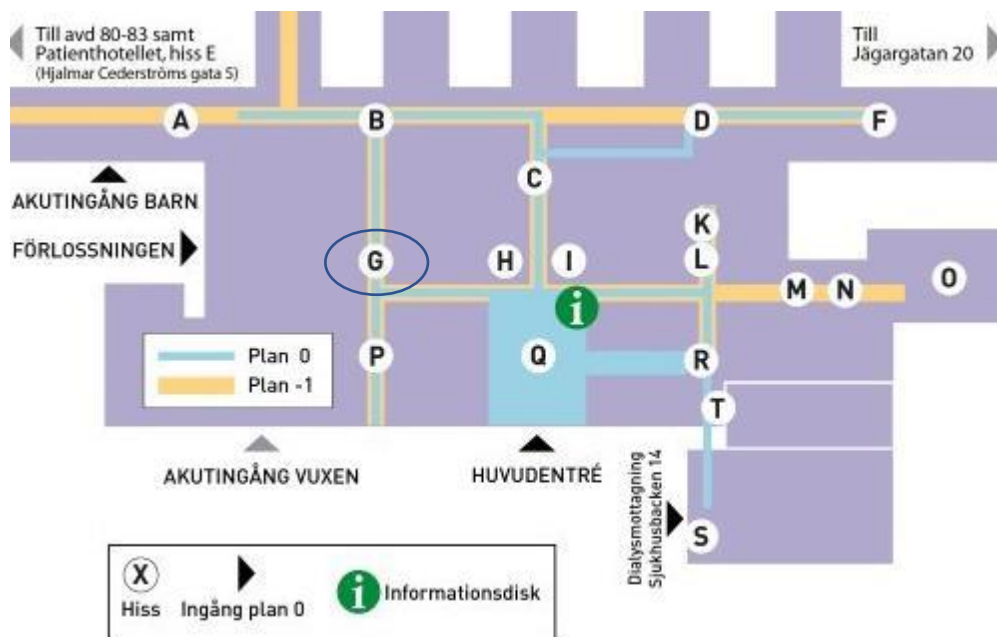 Till avd 80-83 samt
Patienthotellet, hiss E
(Hjalmar Cederströms gata 5)
Till
Jägargatan 20
A
B
D
F
C
AKUTINGÅNG BARN
FÖRLOSSNINGEN
K
G
H
I
L
M
N
O
i
Plan 0
Plan -1
P
Q
R
T
AKUTINGÅNG VUXEN
HUVUDENTRÉ
Dialysmottagning
Sjukhusbacken 14
S
X
Hiss
Ingång plan 0
i
Informationsdisk